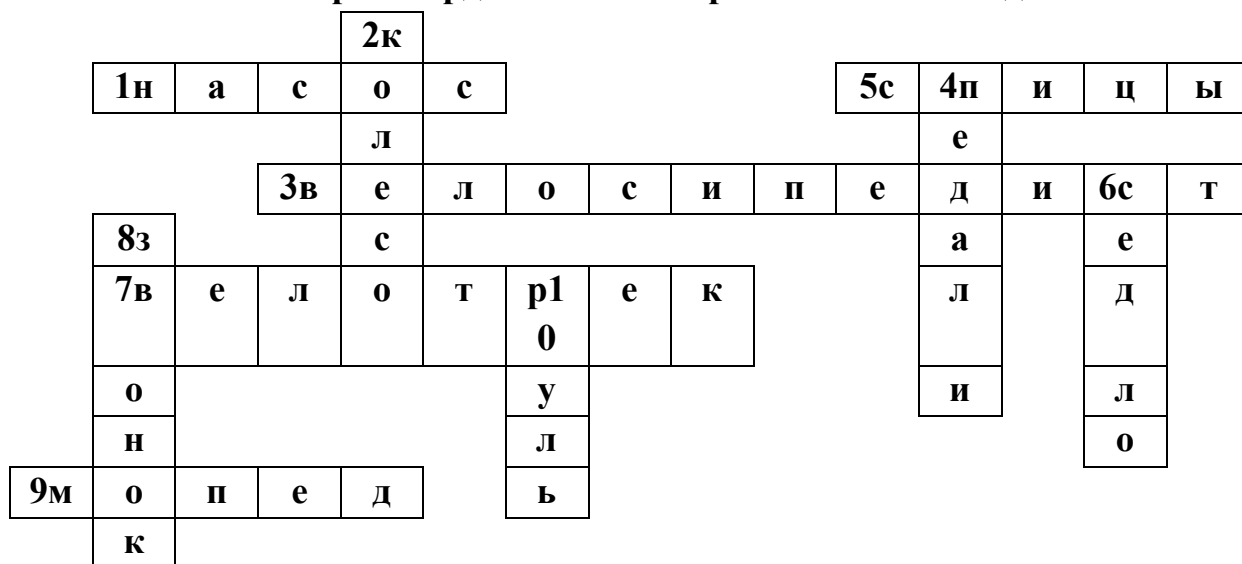 2к
1н а с о с 5с 4п и ц ы
л е
3в е л о с и п е д и 6с т
8з с а е
7в е л о т р1 е к л д
0
о у и л
н л о
9м о п е д ь
к